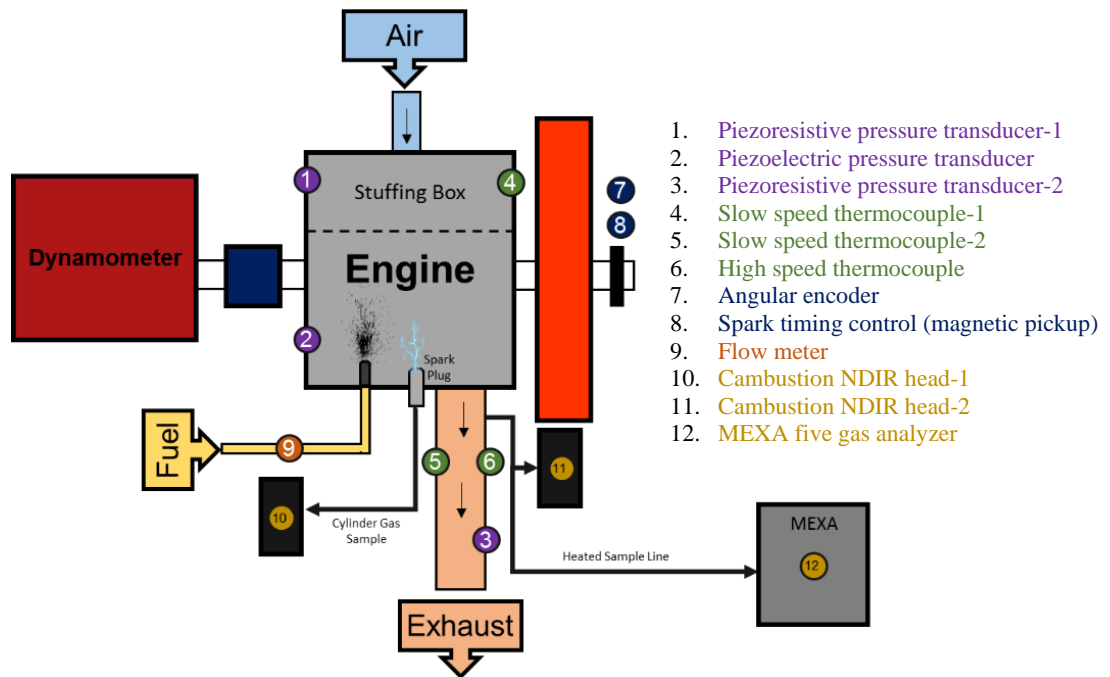 Air
1
Stuffing Box
4
7
8
Dynamometer
Engine
2
Spark
Plug
Fuel
9
5
6
11
10
Cylinder Gas
Sample
3
Heated Sample Line
MEXA
12
Exhaust
1. Piezoresistive pressure transducer-1
2. Piezoelectric pressure transducer
3. Piezoresistive pressure transducer-2
4. Slow speed thermocouple-1
5. Slow speed thermocouple-2
6. High speed thermocouple
7. Angular encoder
8. Spark timing control (magnetic pickup)
9. Flow meter
10. Cambustion NDIR head-1
11. Cambustion NDIR head-2
12. MEXA five gas analyzer